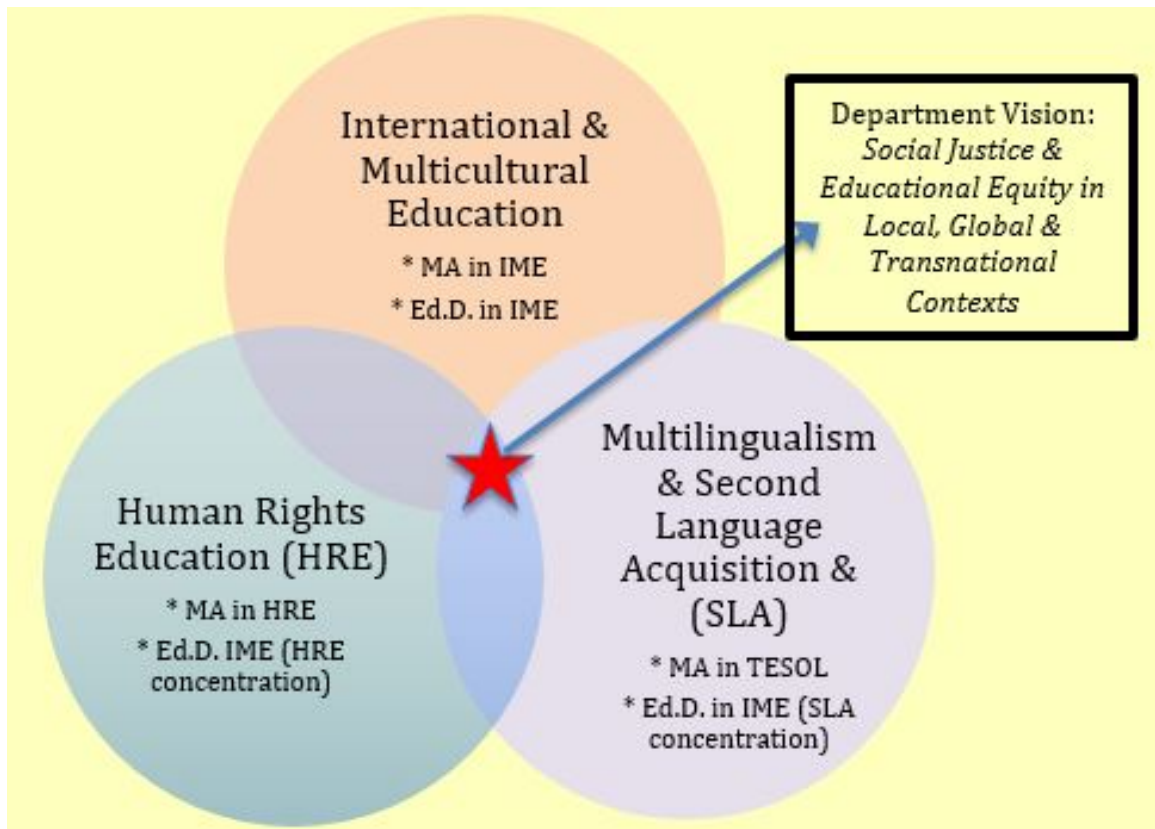 International &
Multicultural
Education
* MA in IME
* Ed.D. in IME
Department Vision:
Social Justice &
Educational Equity in
Local, Global &
Transnational
Contexts
Human Rights
Education (HRE)
* MA in HRE
* Ed.D. IME (HRE
concentration)
Multilingualism
& Second
Language
Acquisition &
(SLA)
* MA in TESOL
* Ed.D. in IME (SLA
concentration)